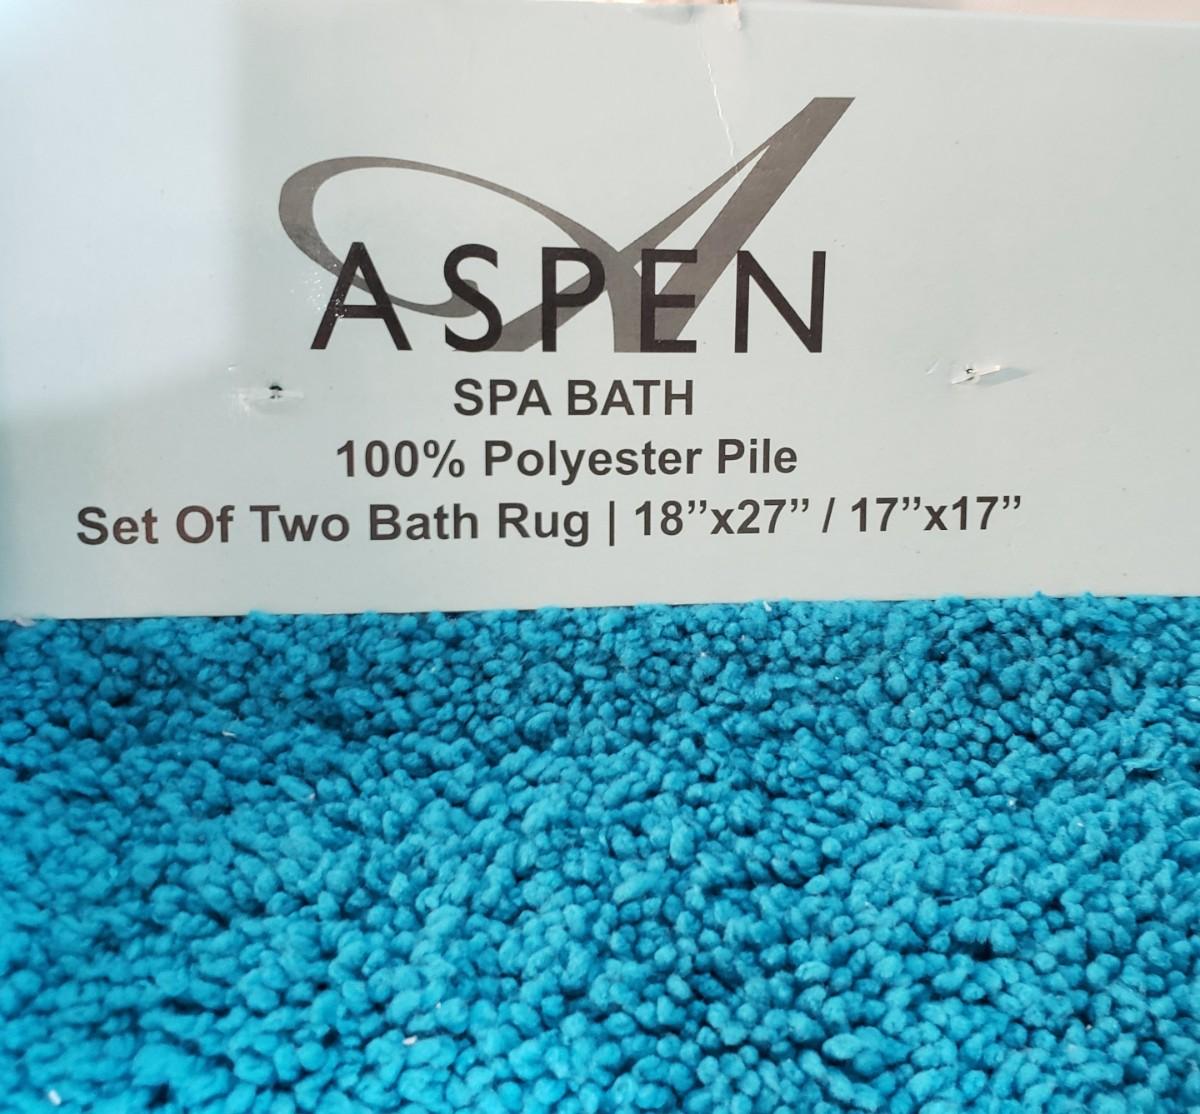 ASPEN
SPA BATH
100% Polyester Pile
Set Of Two Bath Rug | 18”x27” / 17”x17”